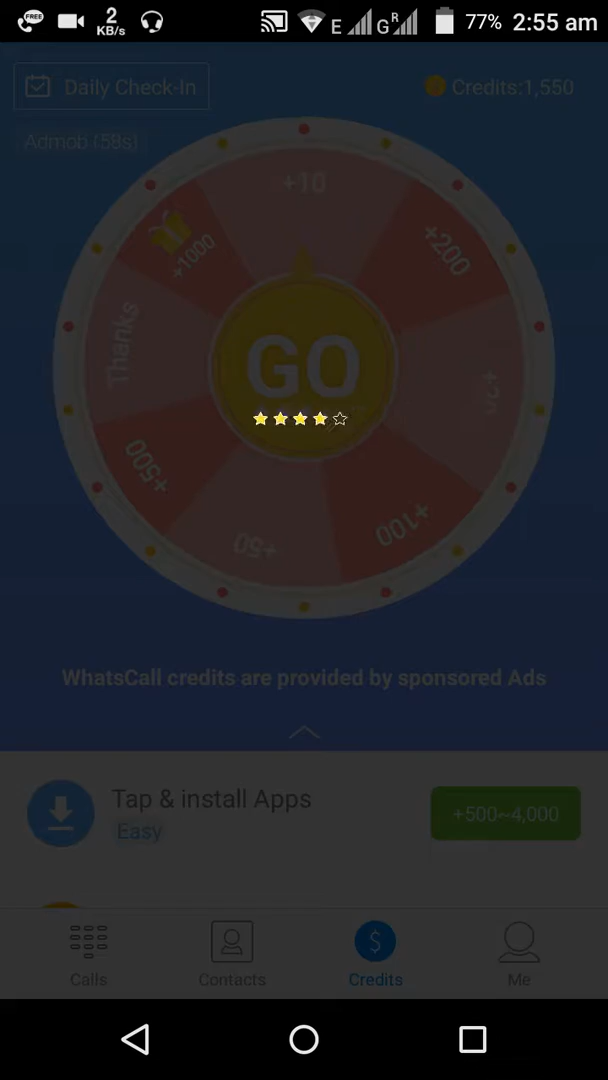 FREE 2 KB/s E G R 77% 2:55 am
Daily Check-In Credits:1,550
Admob (58s)
+10
+200
+1000
Thanks
GO
+500
+100
+50
WhatsCall credits are provided by sponsored Ads
Tap & install Apps
+500~4,000
Easy
Calls Contacts Credits Me